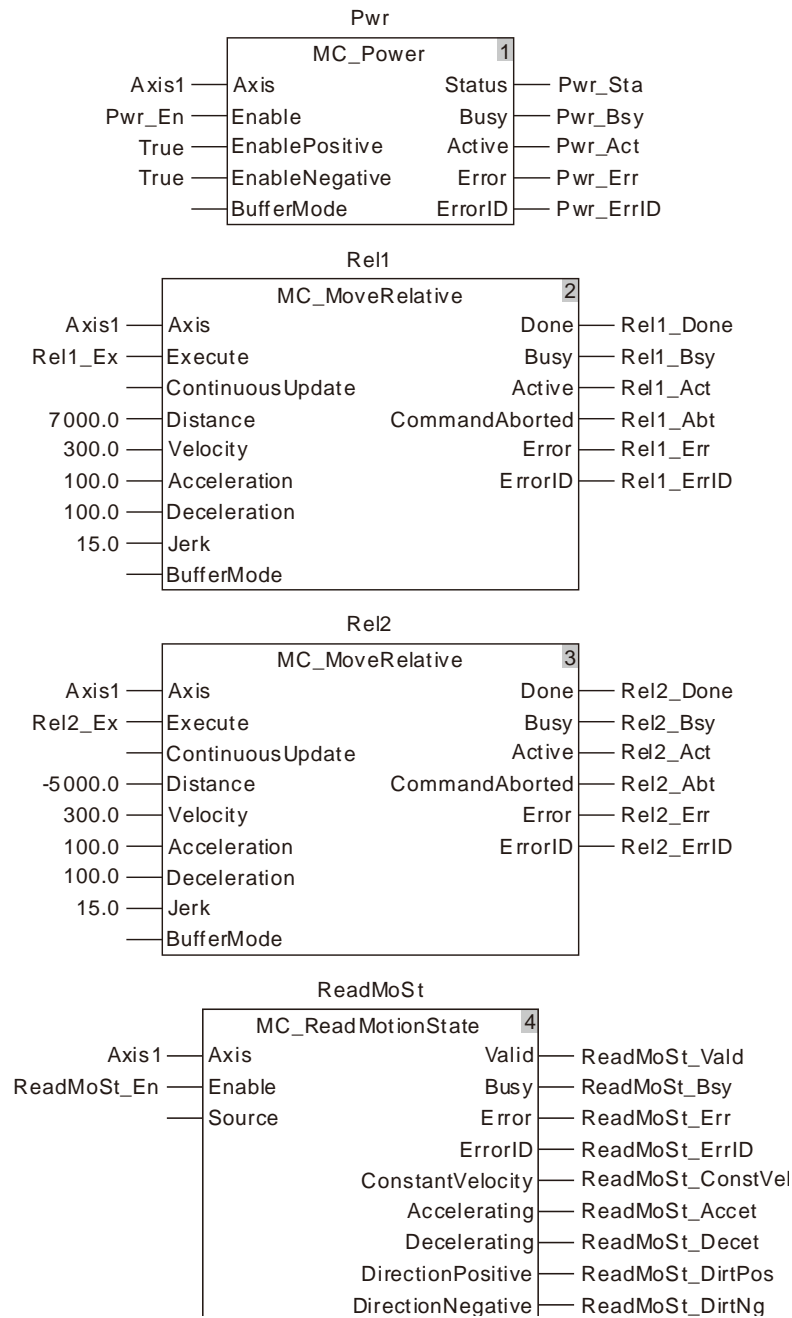 Pwr
MC_Power 1
Axis1 Axis Status Pwr_Sta
Pwr_En Enable Busy Pwr_Bsy
True EnablePositive Active Pwr_Act
True EnableNegative Error Pwr_Err
BufferMode ErrorID Pwr_ErrID
Rel1
MC_MoveRelative 2
Axis1 Axis Done Rel1_Done
Rel1_Ex Execute Busy Rel1_Bsy
ContinuousUpdate Active Rel1_Act
7000.0 Distance CommandAborted Rel1_Abt
300.0 Velocity Error Rel1_Err
100.0 Acceleration ErrorID Rel1_ErrID
100.0 Deceleration
15.0 Jerk
BufferMode
Rel2
MC_MoveRelative 3
Axis1 Axis Done Rel2_Done
Rel2_Ex Execute Busy Rel2_Bsy
ContinuousUpdate Active Rel2_Act
-5000.0 Distance CommandAborted Rel2_Abt
300.0 Velocity Error Rel2_Err
100.0 Acceleration ErrorID Rel2_ErrID
100.0 Deceleration
15.0 Jerk
BufferMode
ReadMoSt
MC_ReadMotionState 4
Axis1 Axis Valid ReadMoSt_Vald
ReadMoSt_En Enable Busy ReadMoSt_Bsy
Source Error ReadMoSt_Err
ErrorID ReadMoSt_ErrID
ConstantVelocity ReadMoSt_ConstVel
Accelerating ReadMoSt_Accet
Decelerating ReadMoSt_Decet
DirectionPositive ReadMoSt_DirtPos
DirectionNegative ReadMoSt_DirtNg